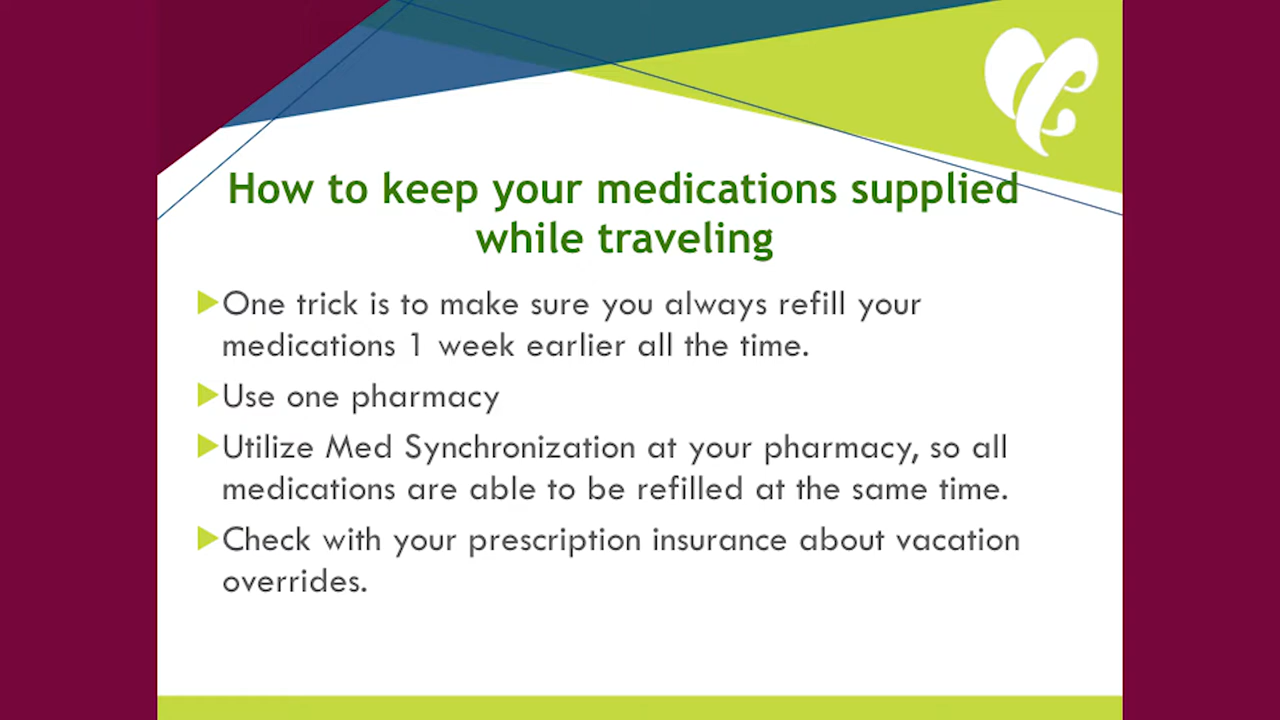 How to keep your medications supplied
while traveling
One trick is to make sure you always refill your
medications 1 week earlier all the time.
Use one pharmacy
Utilize Med Synchronization at your pharmacy, so all
medications are able to be refilled at the same time.
Check with your prescription insurance about vacation
overrides.